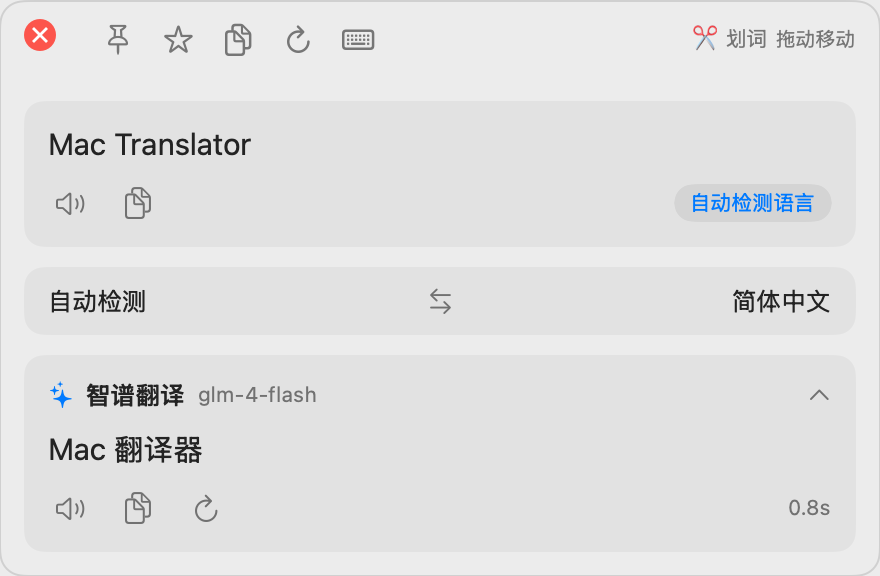 划词 拖动移动
Mac Translator
自动检测语言
自动检测 简体中文
智谱翻译 glm-4-flash
Mac 翻译器
0.8s